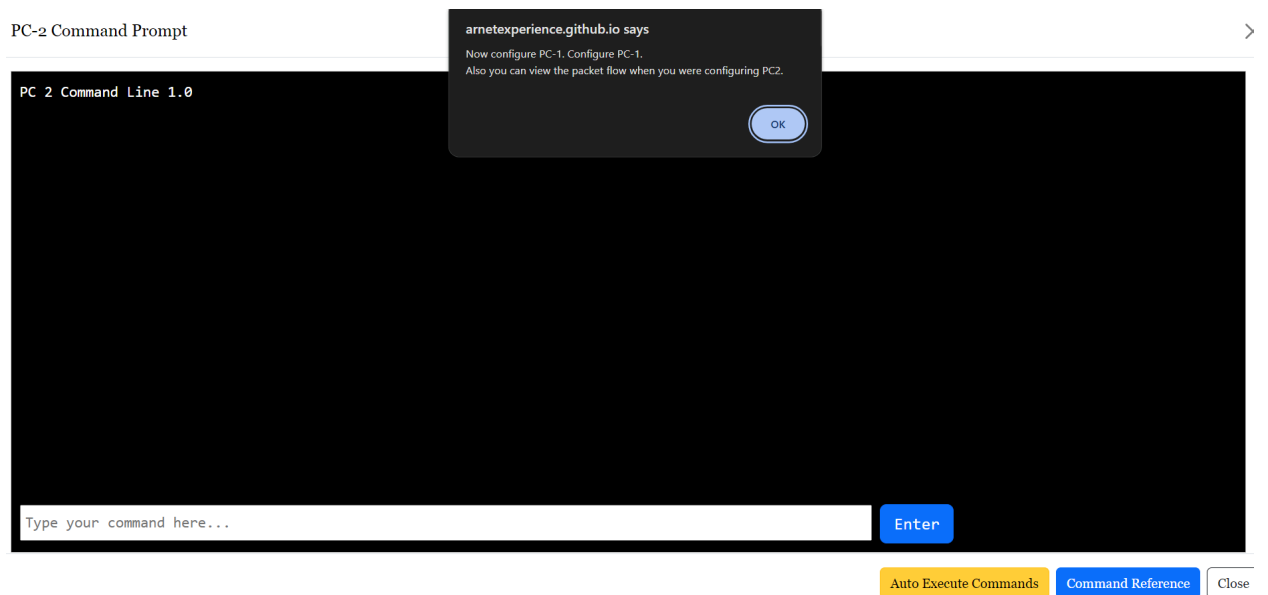 PC-2 Command Prompt
arnetexperience.github.io says
Now configure PC-1. Configure PC-1.
Also you can view the packet flow when you were configuring PC2.
OK
PC 2 Command Line 1.0
Type your command here...
Enter
Auto Execute Commands
Command Reference
Close